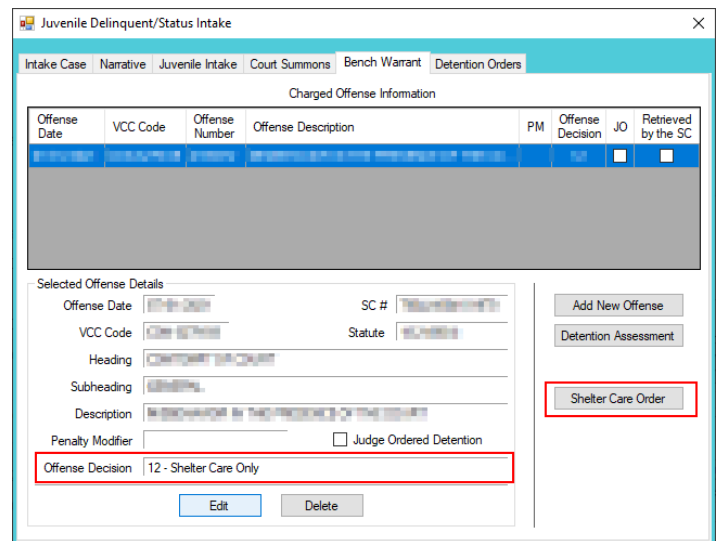 Juvenile Delinquent/Status Intake
Intake Case Narrative Juvenile Intake Court Summons Bench Warrant Detention Orders
Charged Offense Information
Offense Date VCC Code Offense Number Offense Description PM Offense Decision JO Retrieved by the SC
Selected Offense Details
Offense Date SC #
VCC Code Statute
Heading
Subheading
Description
Penalty Modifier Judge Ordered Detention
Offense Decision 12 - Shelter Care Only
Edit Delete
Add New Offense
Detention Assessment
Shelter Care Order